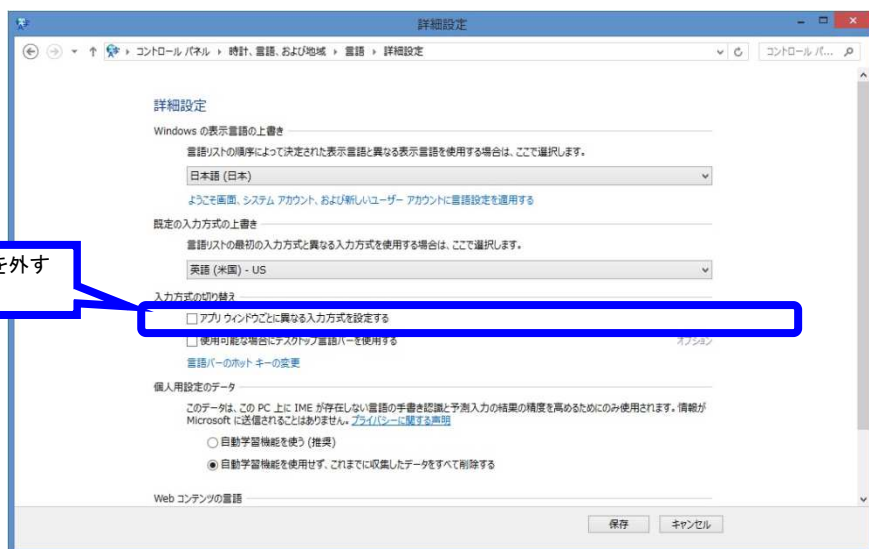 詳細設定
コントロール パネル › 時計、言語、および地域 › 言語 › 詳細設定
コントロール パ...
詳細設定
Windows の表示言語の上書き
言語リストの順序によって決定された表示言語と異なる表示言語を使用する場合は、ここで選択します。
日本語 (日本)
ようこそ画面、システム アカウント、および新しいユーザー アカウントに言語設定を適用する
既定の入力方式の上書き
言語リストの最初の入力方式と異なる入力方式を使用する場合は、ここで選択します。
を外す
英語 (米国) - US
入力方式の切り替え
アプリ ウィンドウごとに異なる入力方式を設定する
使用可能な場合にデスクトップ言語バーを使用する
オプション
言語バーのホット キーの変更
個人用設定のデータ
このデータは、この PC 上に IME が存在しない言語の手書き認識と予測入力の結果の精度を高めるためにのみ使用されます。情報が
Microsoft に送信されることはありません。プライバシーに関する声明
自動学習機能を使う (推奨)
自動学習機能を使用せず、これまでに収集したデータをすべて削除する
Web コンテンツの言語
保存
キャンセル